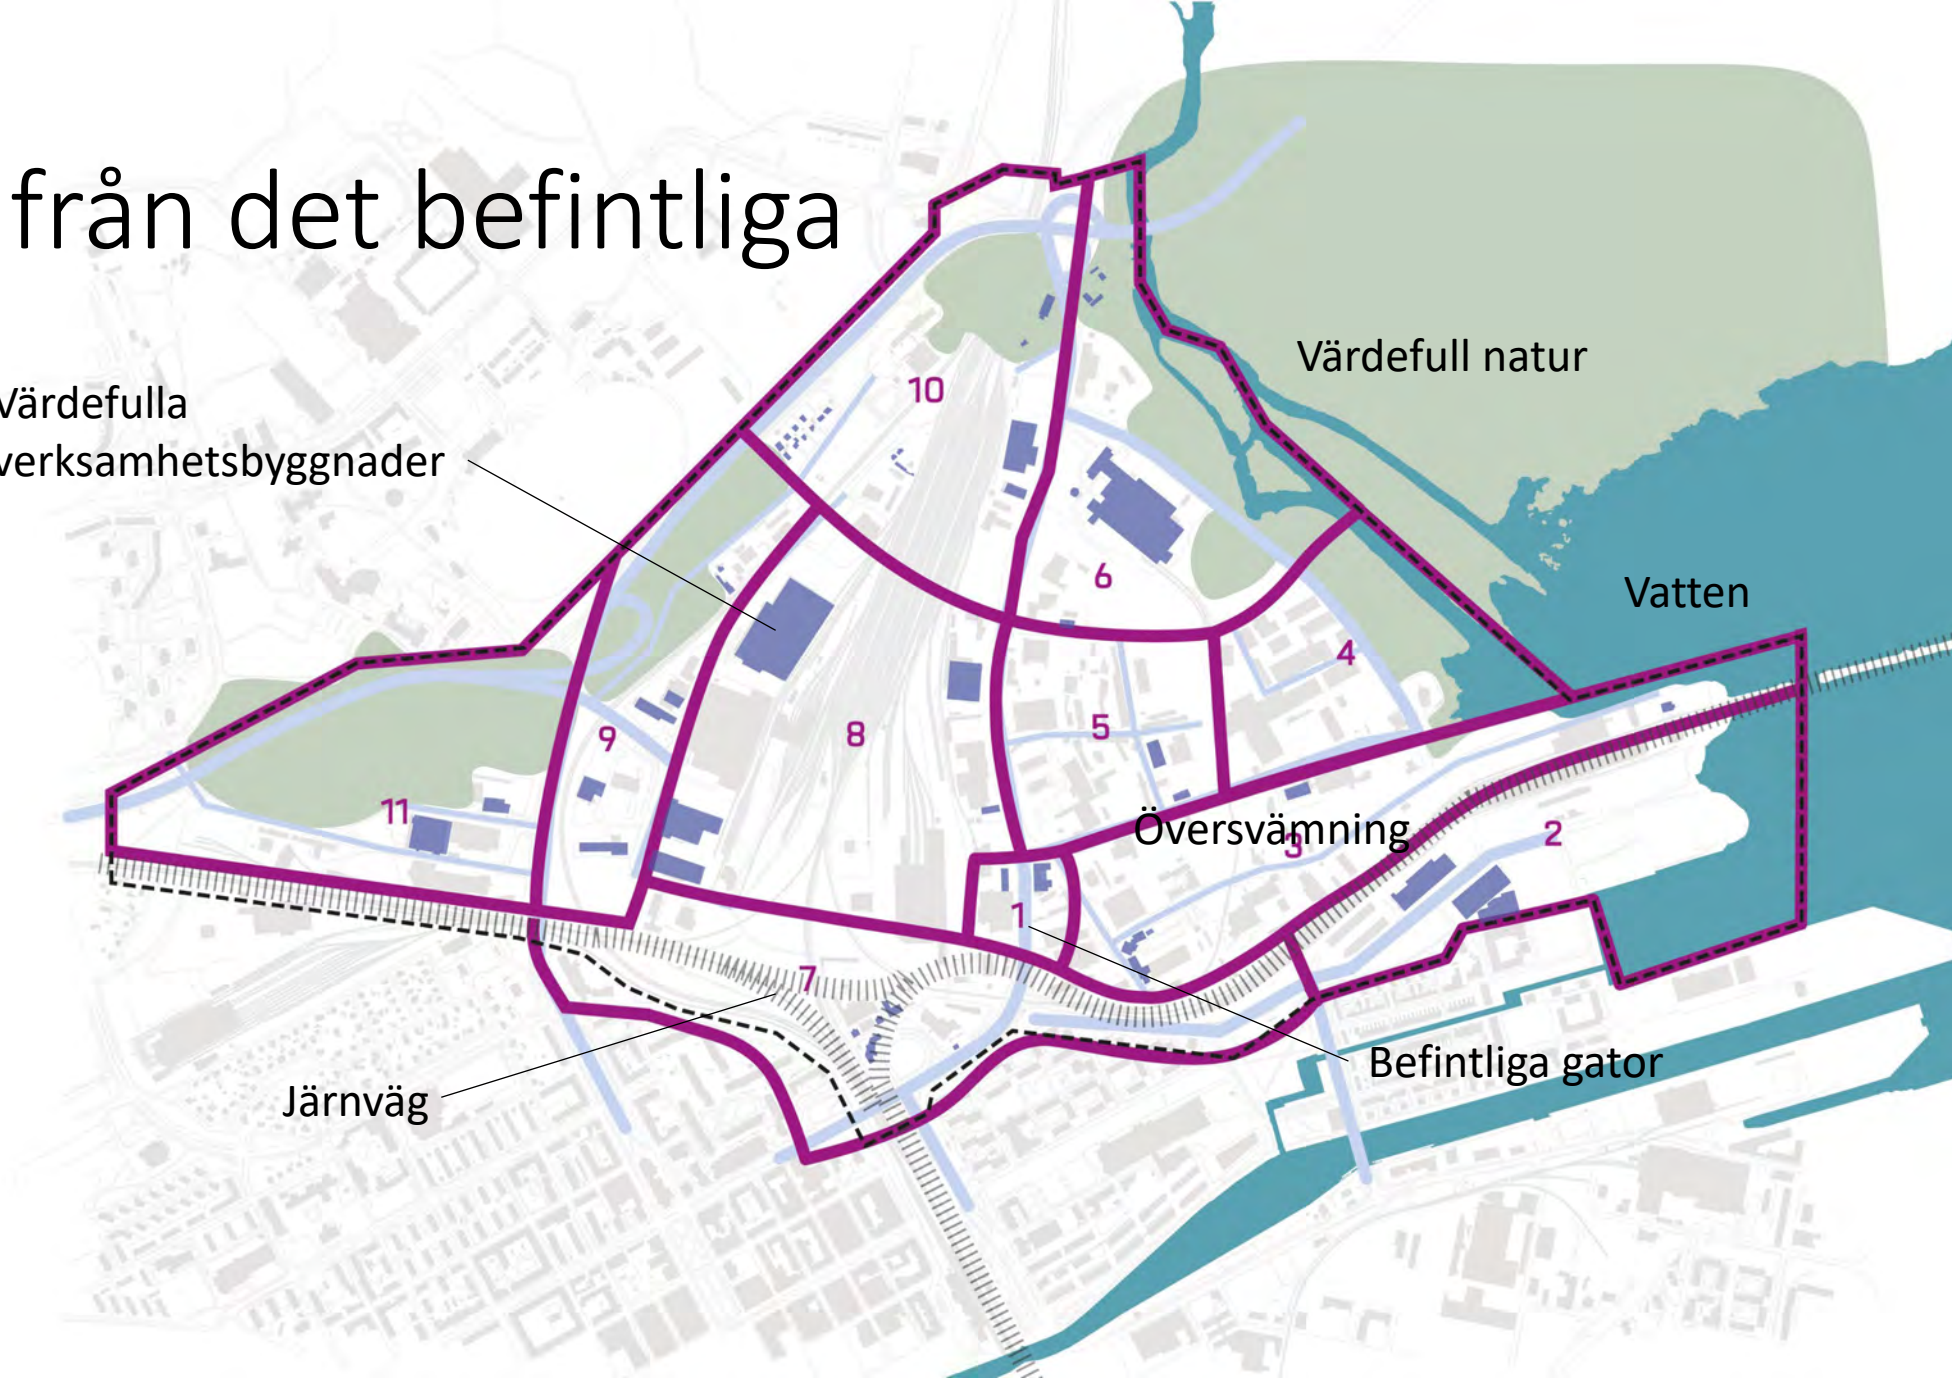 från det befintliga
Värdefull natur
10
Värdefulla
verksamhetsbyggnader
6
Vatten
4
5
8
9
11
Översvämning
3
2
1
7
Befintliga gator
Järnväg